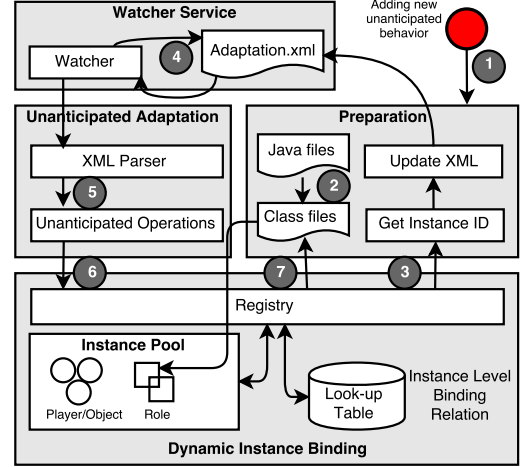 Watcher Service
Adding new
unanticipated
behavior
Watcher
4
Adaptation.xml
1
Unanticipated Adaptation
Preparation
XML Parser
Java files
Update XML
5
2
Unanticipated Operations
Class files
Get Instance ID
6
7
3
Registry
Instance Pool
Player/Object
Role
Look-up
Table
Instance Level
Binding
Relation
Dynamic Instance Binding